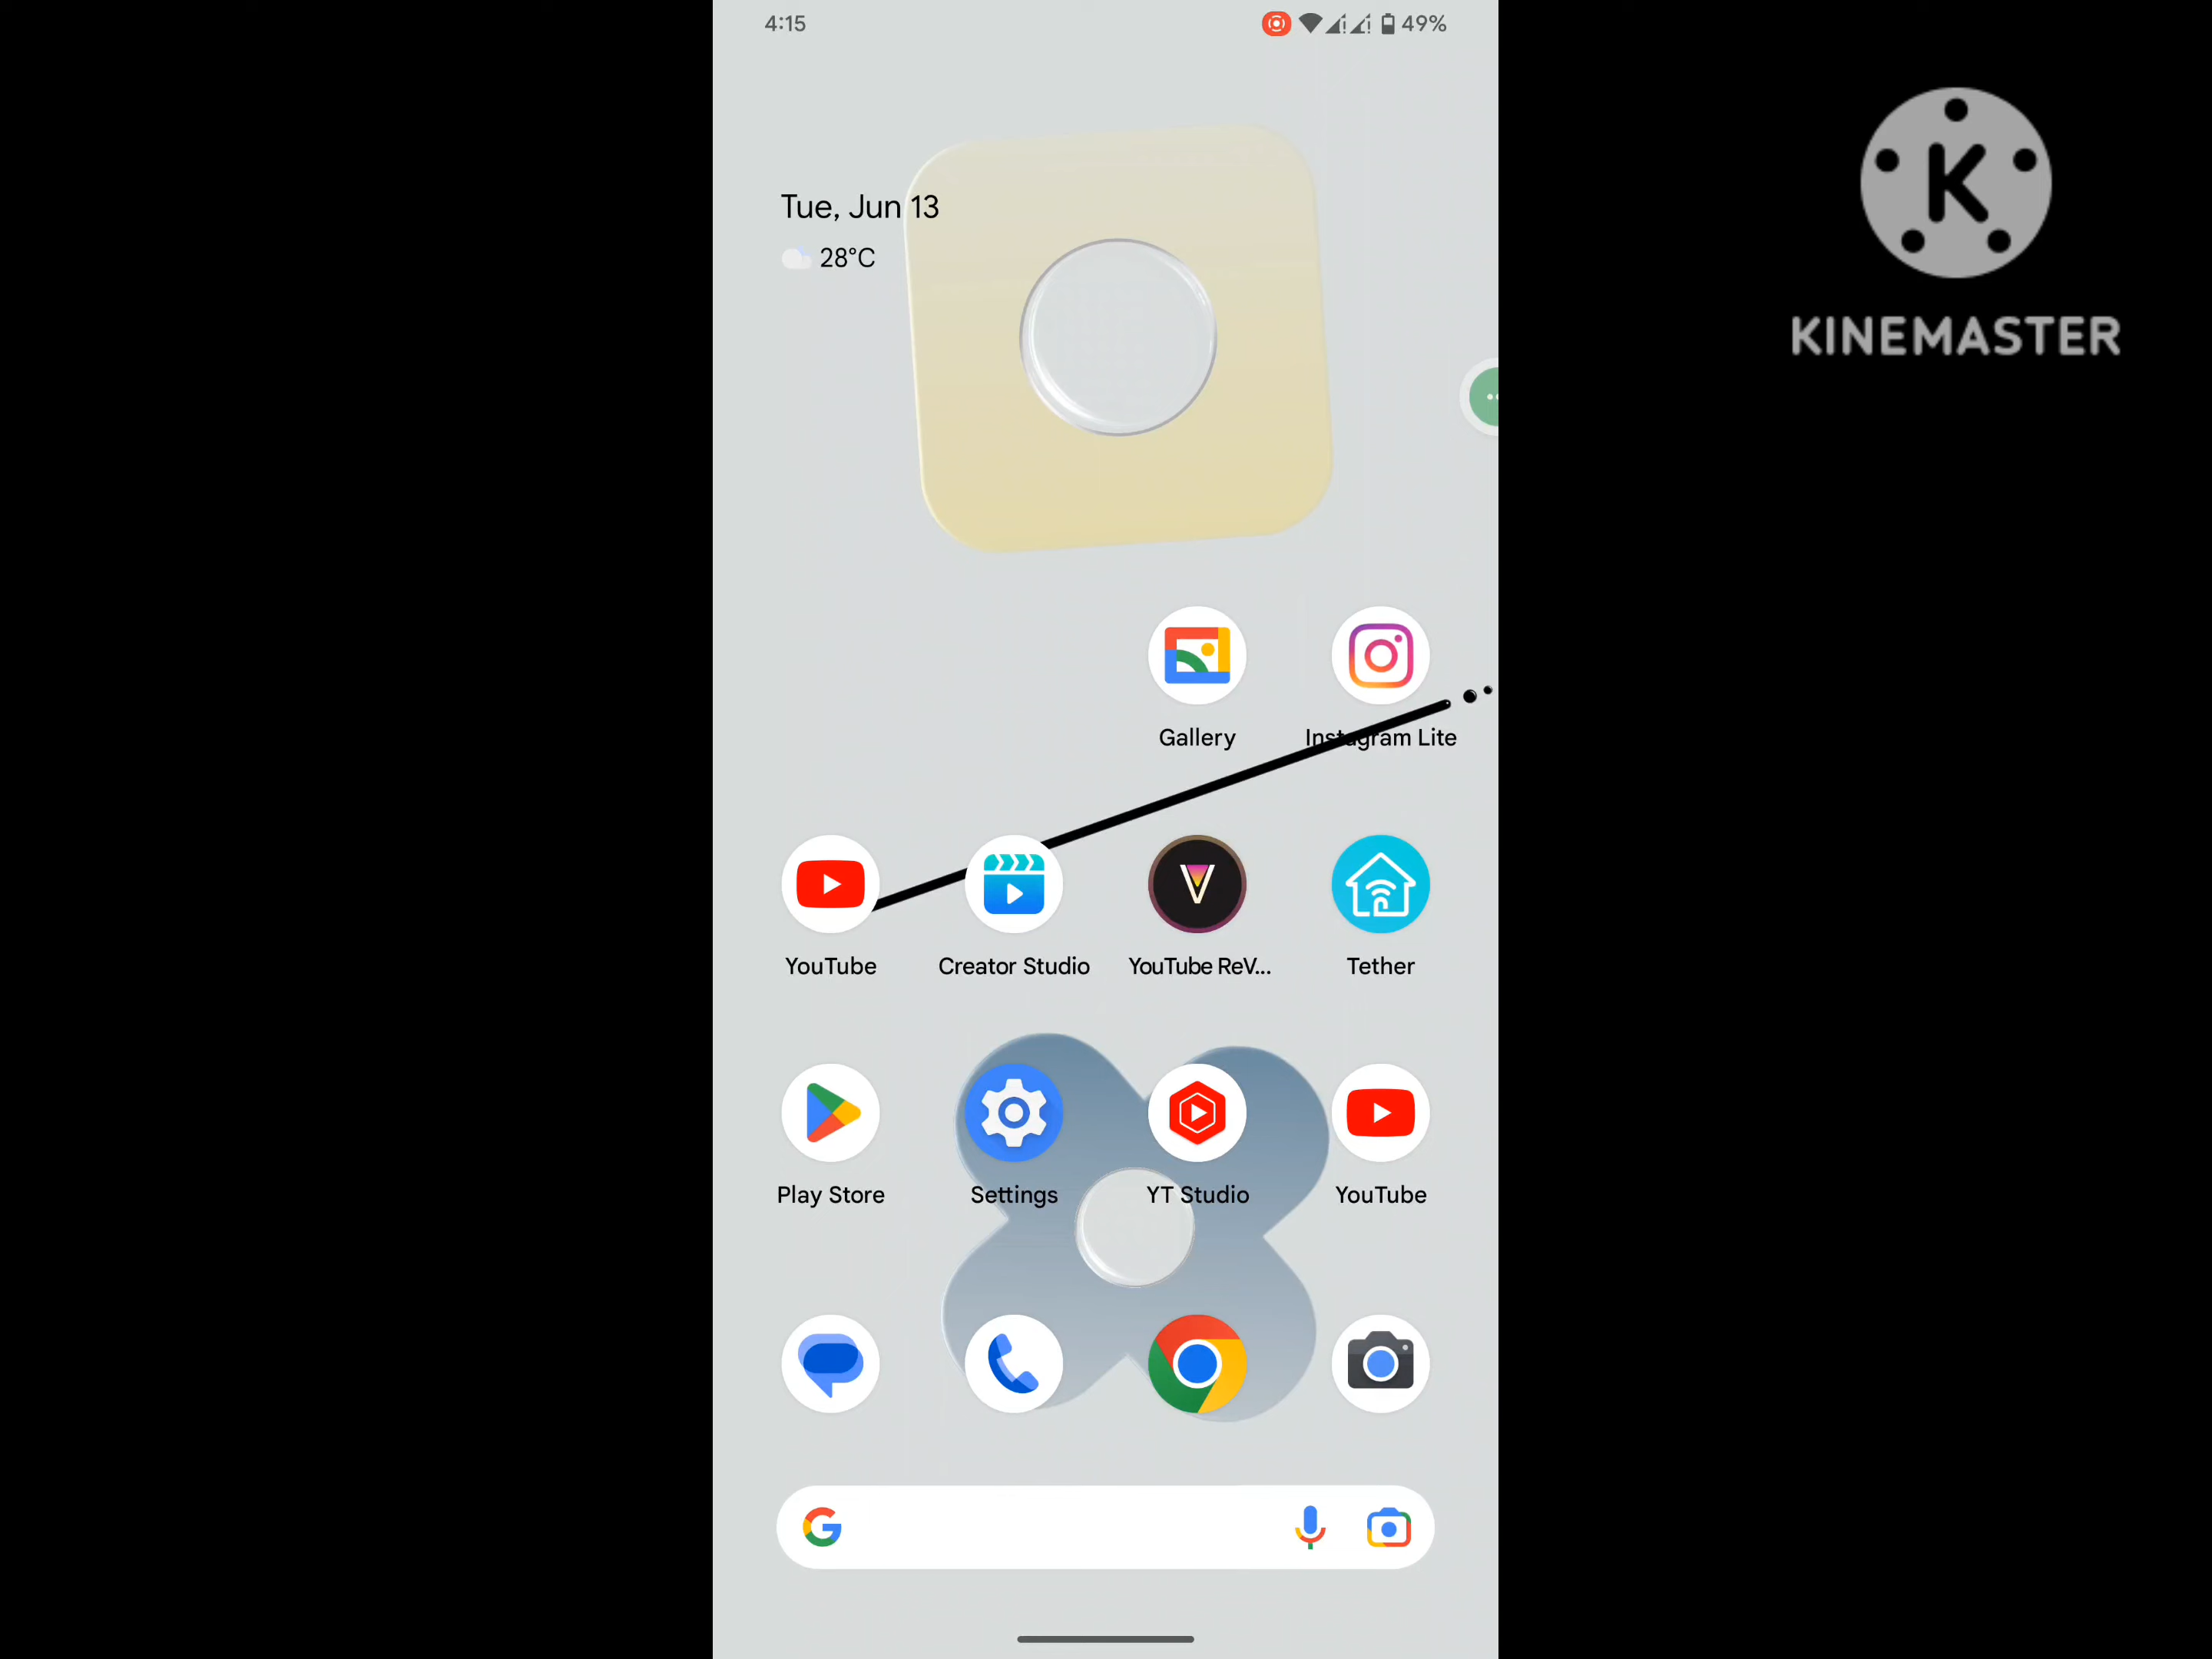 4:15
49%
KINEMASTER
Tue, Jun 13
28°C
Gallery
Instagram Lite
YouTube
Creator Studio
YouTube ReV...
Tether
Play Store
Settings
YT Studio
YouTube